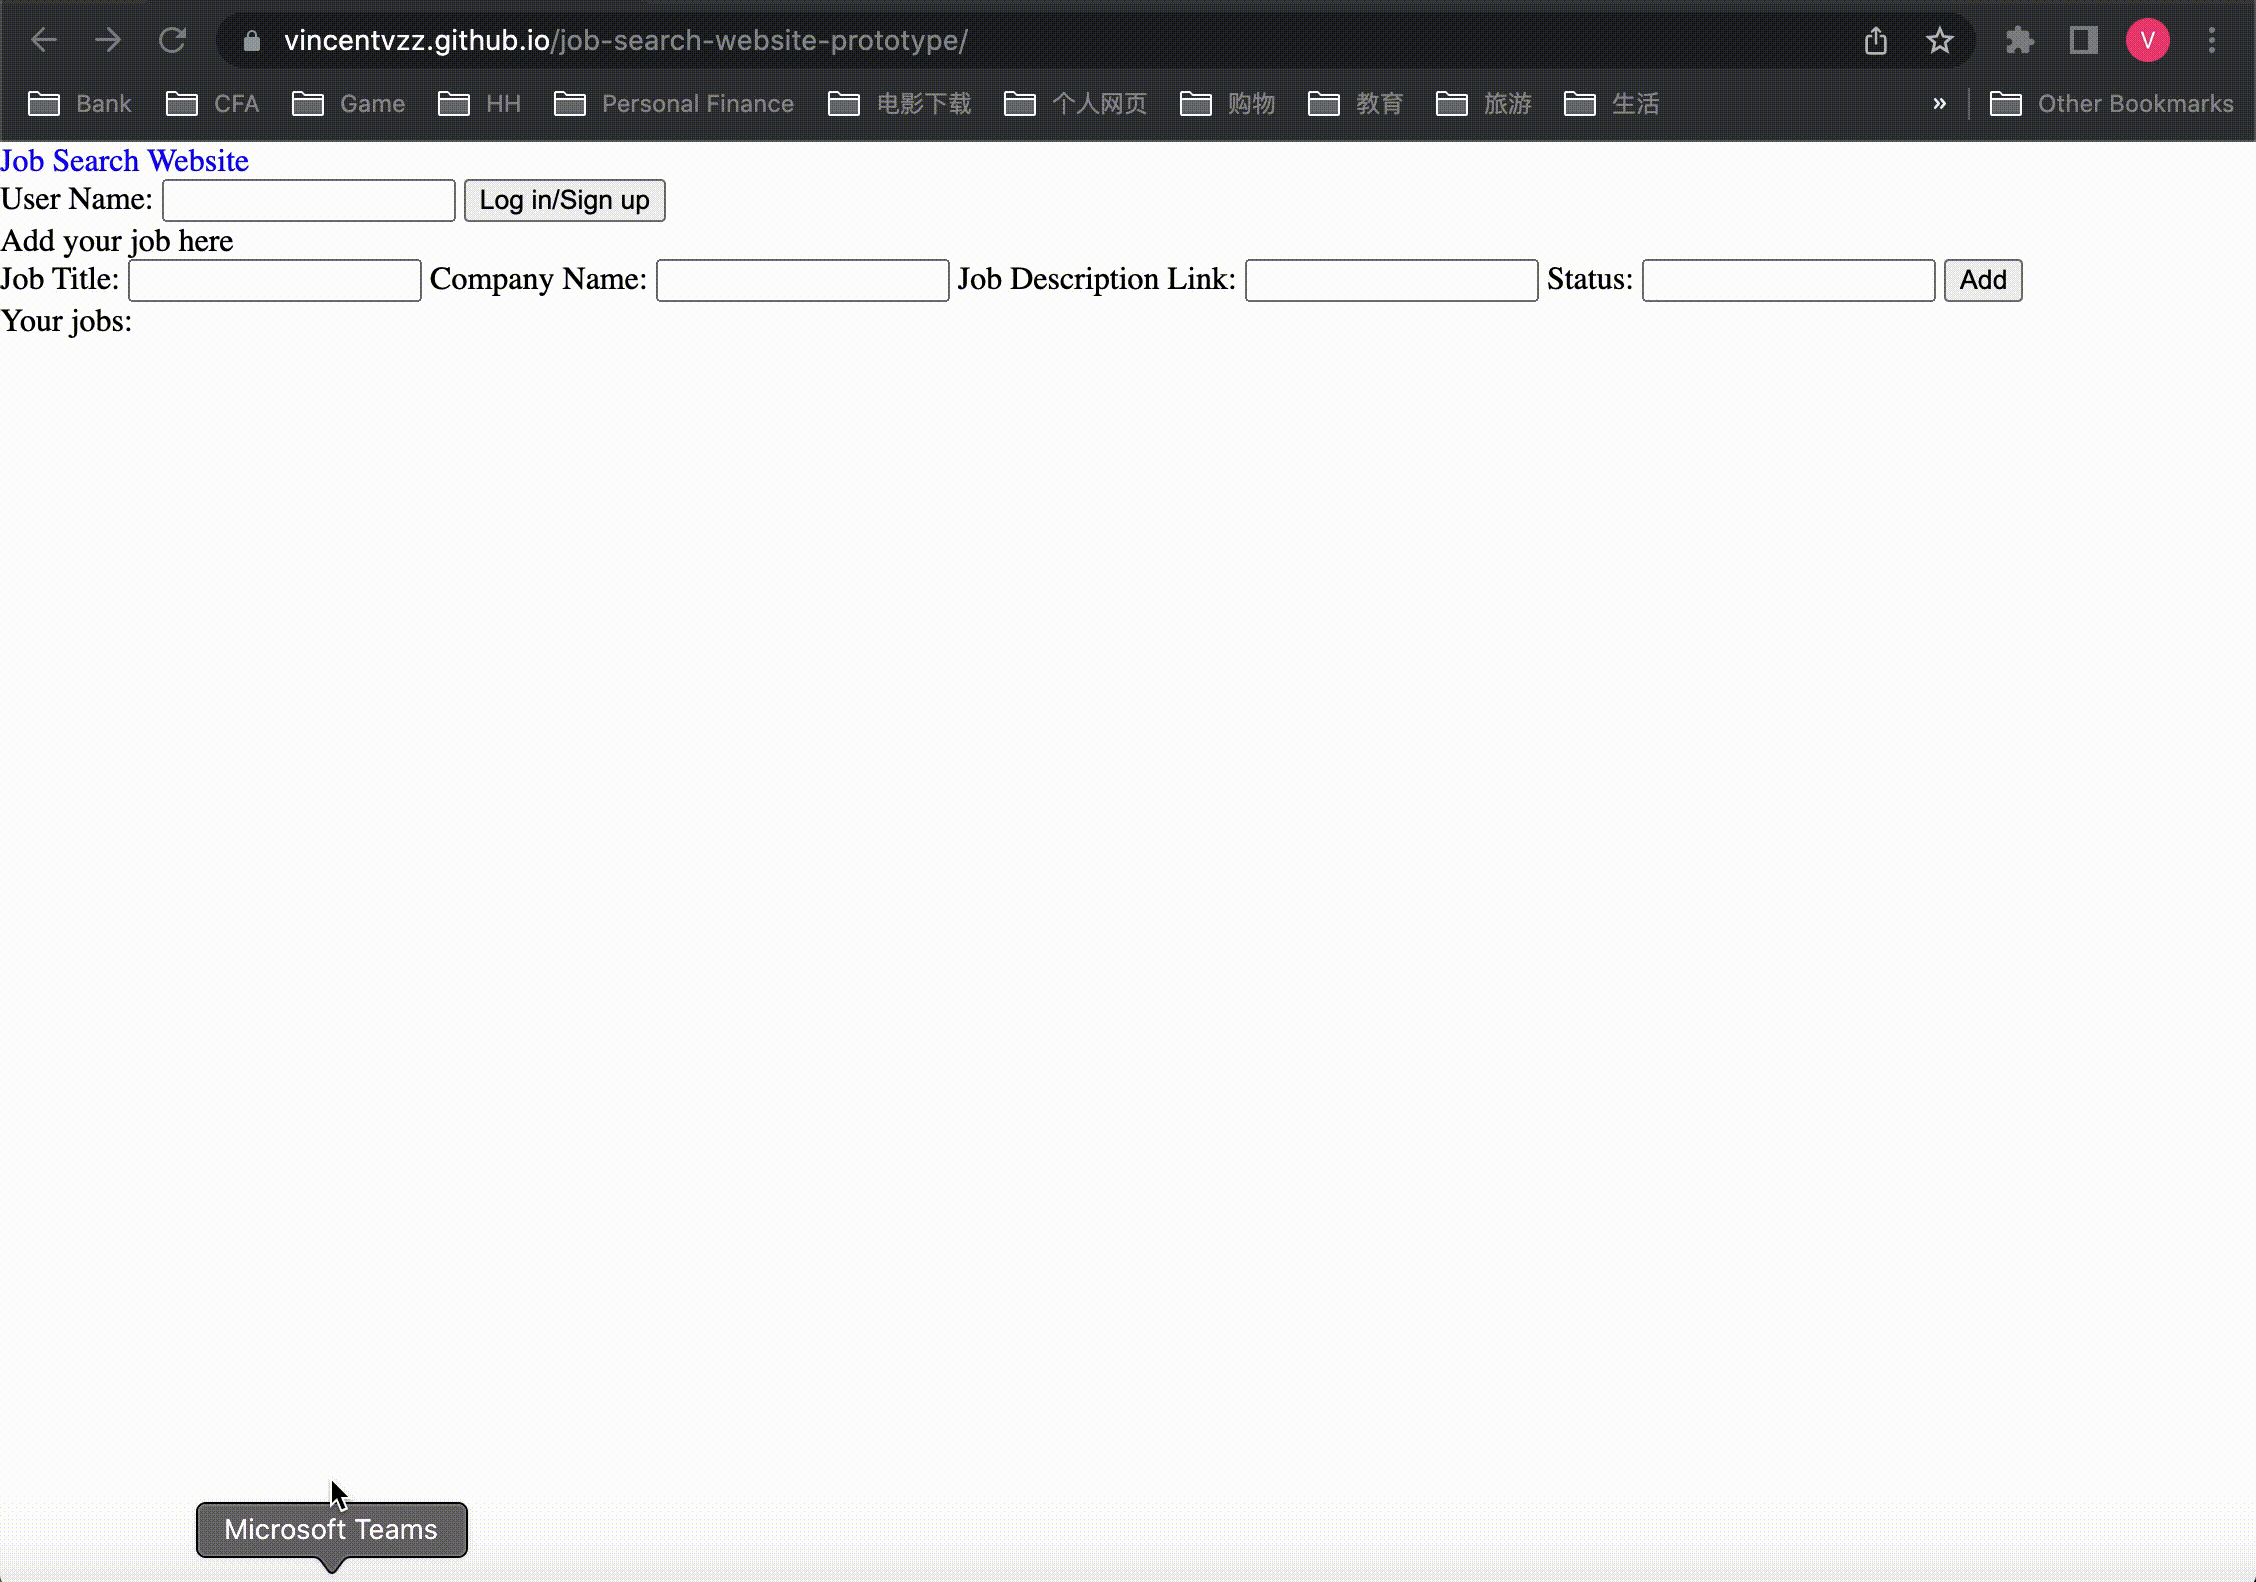 vincentvzz.github.io/job-search-website-prototype/ V
Bank CFA Game HH Personal Finance 电影下载 个人网页 购物 教育 旅游 生活 » Other Bookmarks
Job Search Website
User Name: Log in/Sign up
Add your job here
Job Title: Company Name: Job Description Link: Status: Add
Your jobs:
Microsoft Teams